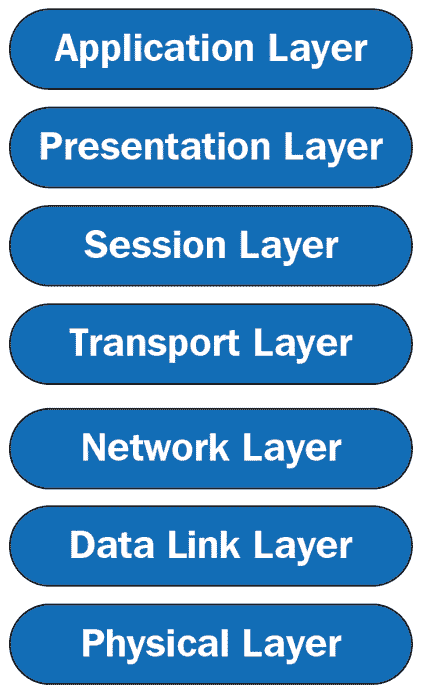 Application Layer
Presentation Layer
Session Layer
Transport Layer
Network Layer
Data Link Layer
Physical Layer